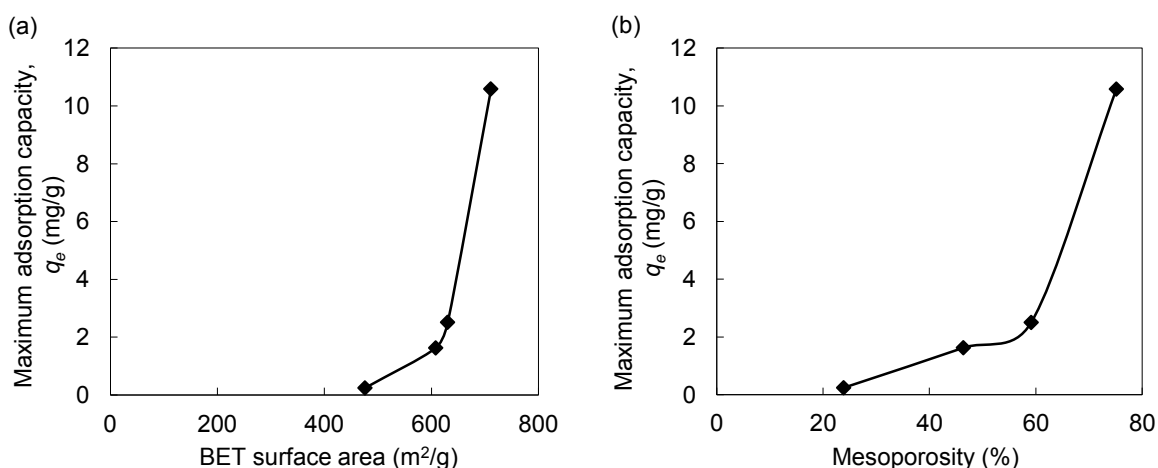 (a)
Maximum adsorption capacity,
qe (mg/g)
12
10
8
6
4
2
0
0 200 400 600 800
BET surface area (m²/g)
(b)
Maximum adsorption capacity,
qe (mg/g)
12
10
8
6
4
2
0
0 20 40 60 80
Mesoporosity (%)